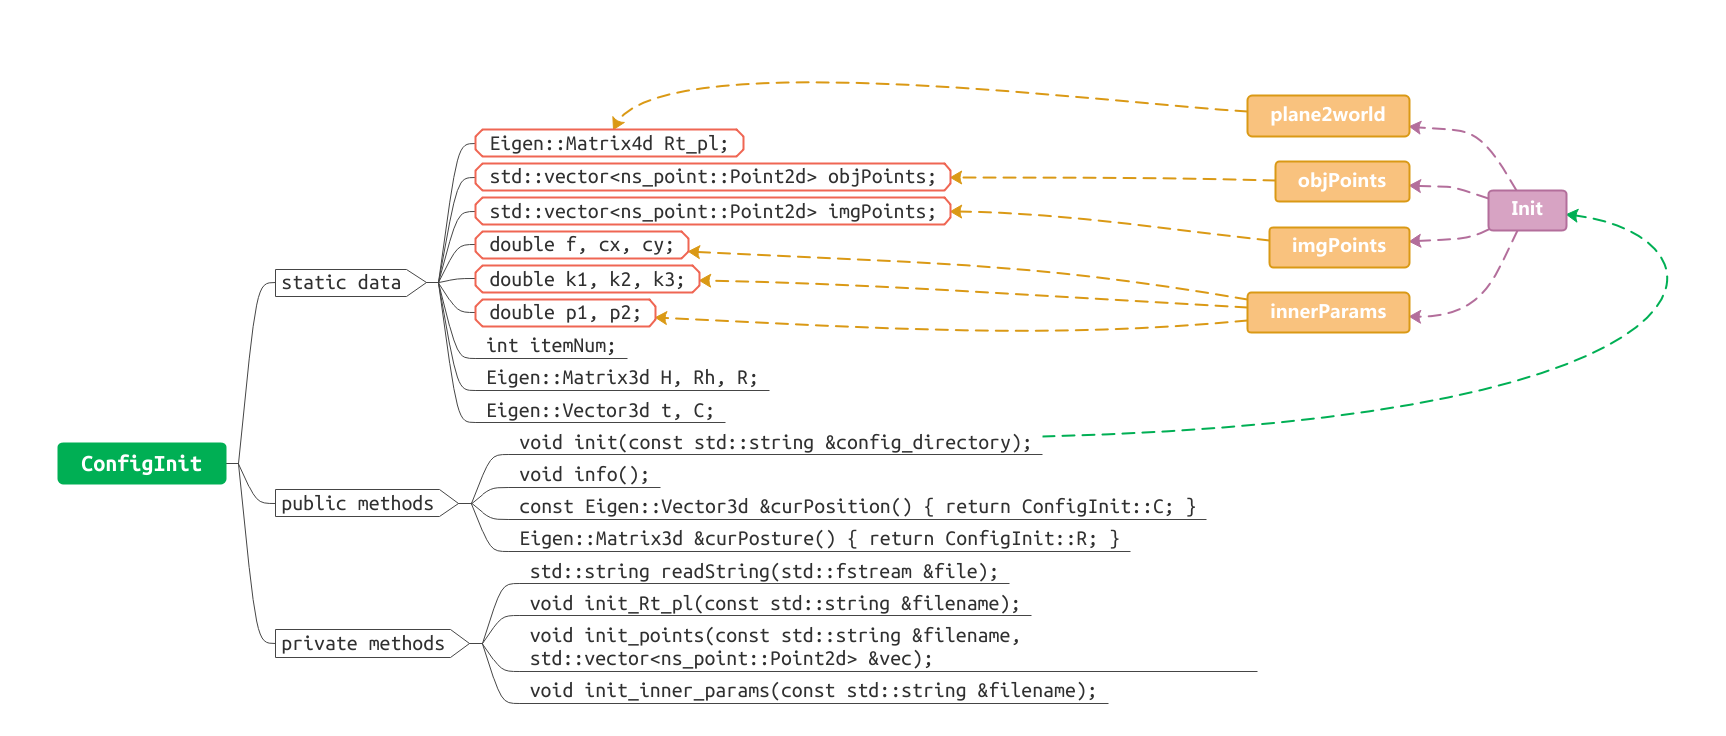 plane2world
Eigen::Matrix4d Rt_pl;
std::vector<ns_point::Point2d> objPoints;
objPoints
std::vector<ns_point::Point2d> imgPoints;
Init
double f, cx, cy;
imgPoints
static data
double k1, k2, k3;
double p1, p2;
innerParams
int itemNum;
Eigen::Matrix3d H, Rh, R;
Eigen::Vector3d t, C;
ConfigInit
void init(const std::string &config_directory);
void info();
public methods
const Eigen::Vector3d &curPosition() { return ConfigInit::C; }
Eigen::Matrix3d &curPosture() { return ConfigInit::R; }
std::string readString(std::fstream &file);
void init_Rt_pl(const std::string &filename);
private methods
void init_points(const std::string &filename,
std::vector<ns_point::Point2d> &vec);
void init_inner_params(const std::string &filename);